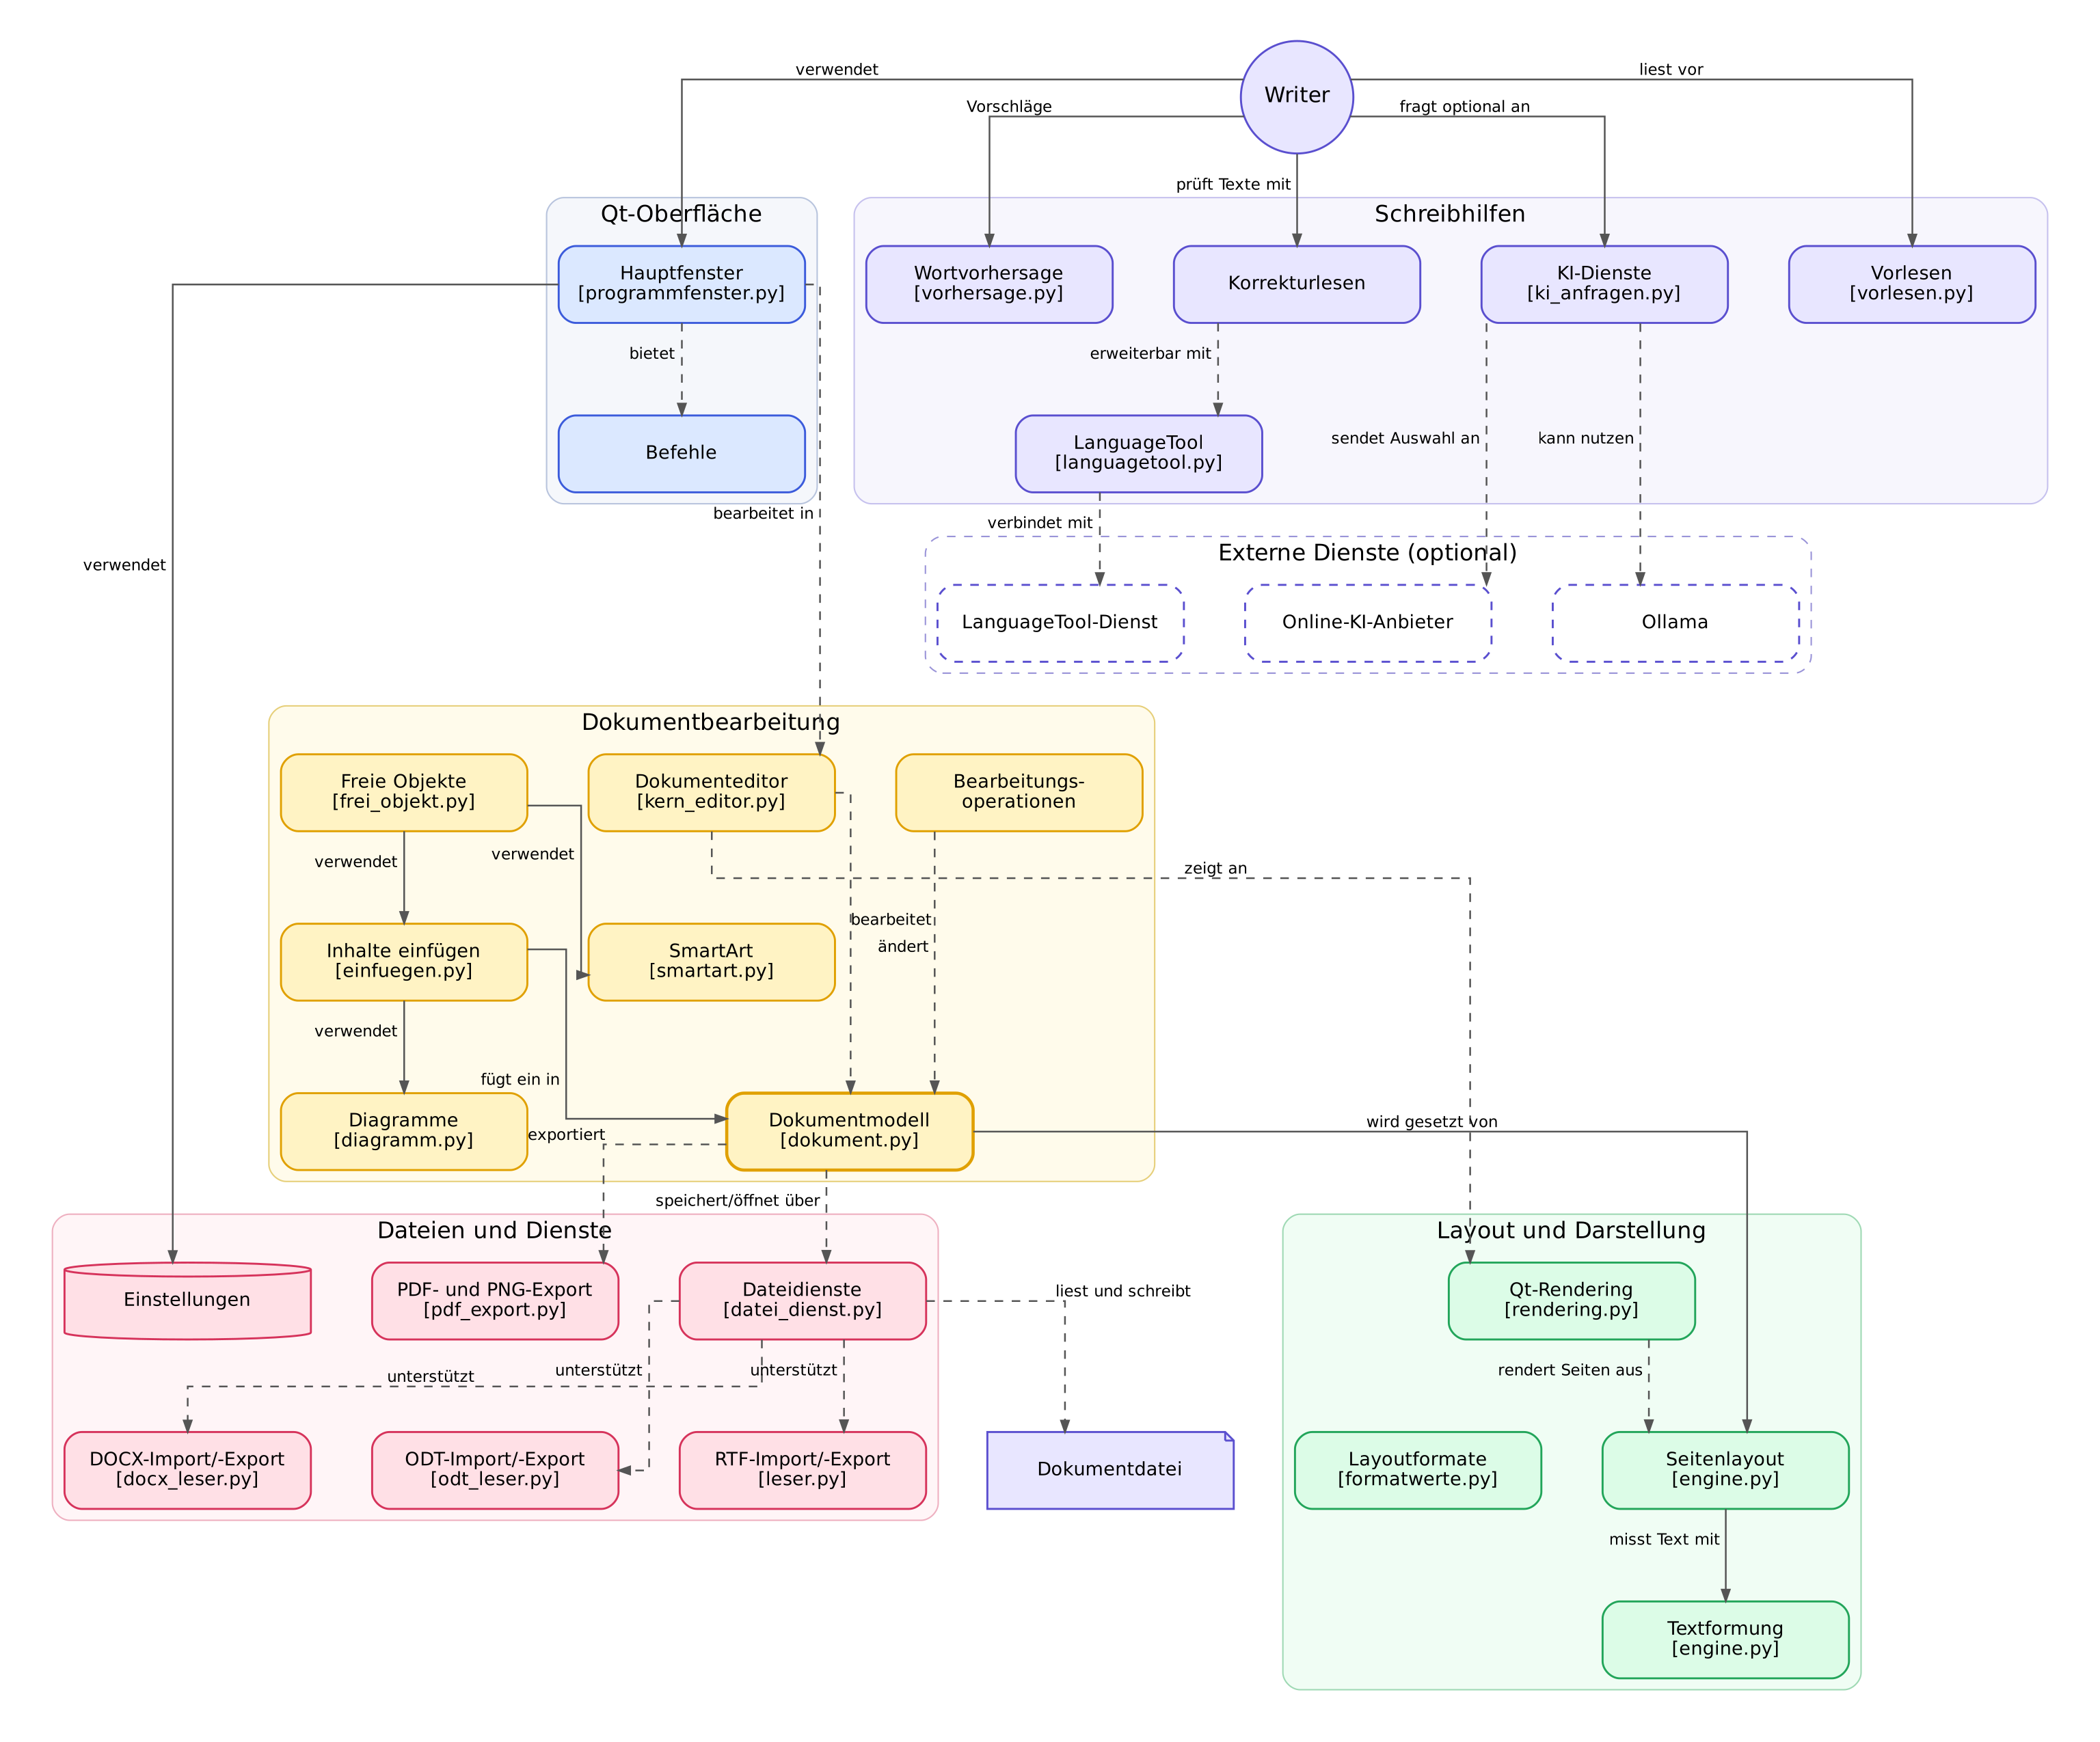 Writer
verwendet
liest vor
Vorschläge
fragt optional an
prüft Texte mit
Qt-Oberfläche
Schreibhilfen
Hauptfenster
[programmfenster.py]
Wortvorhersage
[vorhersage.py]
Korrekturlesen
KI-Dienste
[ki_anfragen.py]
Vorlesen
[vorlesen.py]
bietet
erweiterbar mit
Befehle
LanguageTool
[languagetool.py]
sendet Auswahl an
kann nutzen
bearbeitet in
verbindet mit
verwendet
Externe Dienste (optional)
LanguageTool-Dienst
Online-KI-Anbieter
Ollama
Dokumentbearbeitung
Freie Objekte
[frei_objekt.py]
Dokumenteditor
[kern_editor.py]
Bearbeitungs-
operationen
verwendet
verwendet
zeigt an
bearbeitet
ändert
Inhalte einfügen
[einfuegen.py]
SmartArt
[smartart.py]
verwendet
fügt ein in
Diagramme
[diagramm.py]
exportiert
Dokumentmodell
[dokument.py]
wird gesetzt von
speichert/öffnet über
Dateien und Dienste
Layout und Darstellung
Einstellungen
PDF- und PNG-Export
[pdf_export.py]
Dateidienste
[datei_dienst.py]
liest und schreibt
Qt-Rendering
[rendering.py]
unterstützt
unterstützt
unterstützt
rendert Seiten aus
DOCX-Import/-Export
[docx_leser.py]
ODT-Import/-Export
[odt_leser.py]
RTF-Import/-Export
[leser.py]
Dokumentdatei
Layoutformate
[formatwerte.py]
Seitenlayout
[engine.py]
misst Text mit
Textformung
[engine.py]